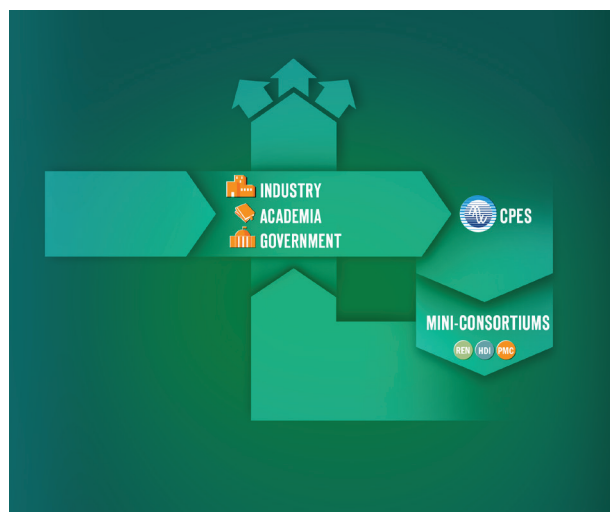 INDUSTRY
ACADEMIA
GOVERNMENT
CPES
MINI-CONSORTIUMS
REN HDI PMC